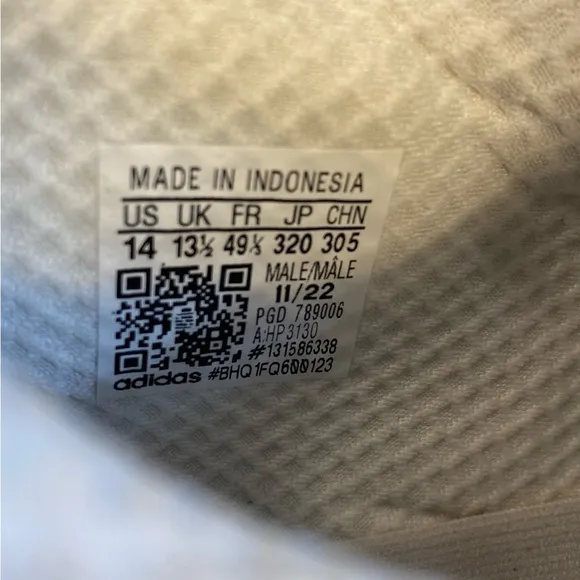 MADE IN INDONESIA
US UK FR JP CHN
14 13½ 49⅓ 320 305
MALE/MÂLE
11/22
PGD 789006
A:HP3130
#131586338
adidas #BHQ1FQ600123